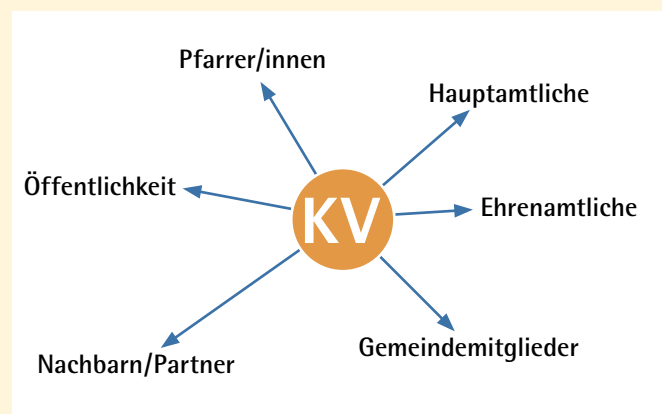 Pfarrer/innen
Hauptamtliche
Öffentlichkeit
KV
Ehrenamtliche
Nachbarn/Partner
Gemeindemitglieder